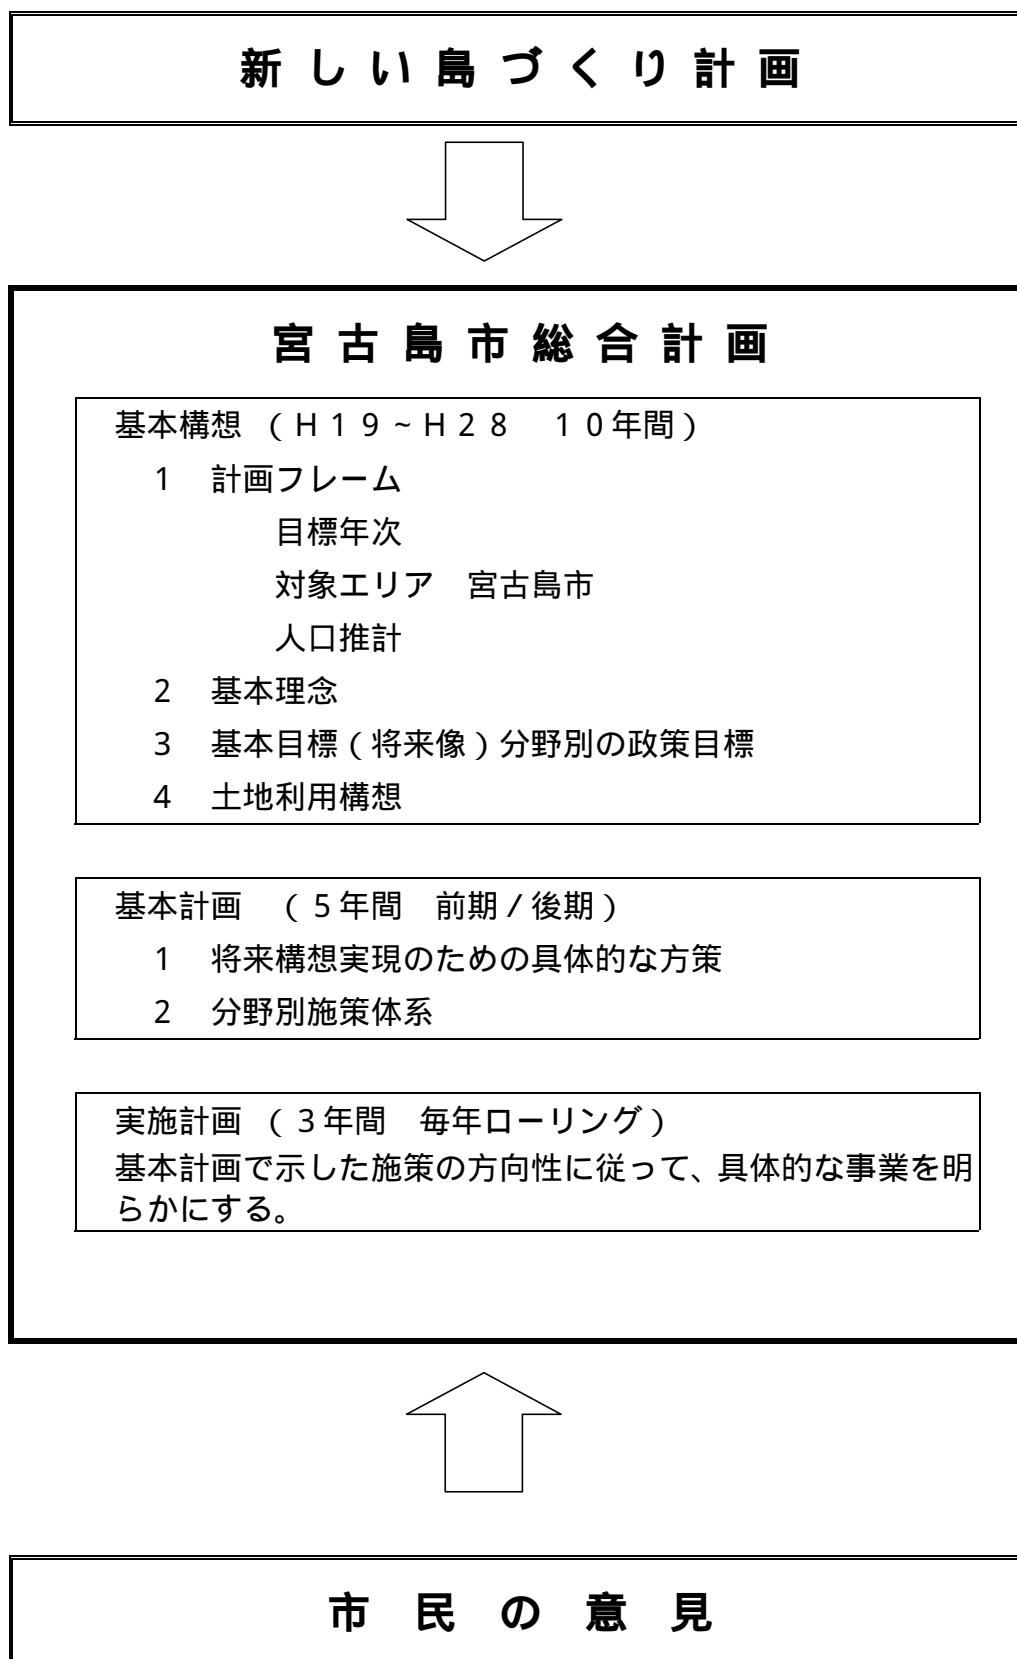 新しい島づくり計画
宮古島市総合計画
基本構想 （Ｈ１９~Ｈ２８　１０年間）
1　計画フレーム
目標年次
対象エリア　宮古島市
人口推計
2　基本理念
3　基本目標（将来像）分野別の政策目標
4　土地利用構想
基本計画　（５年間　前期／後期）
1　将来構想実現のための具体的な方策
2　分野別施策体系
実施計画 （３年間　毎年ローリング）
基本計画で示した施策の方向性に従って、具体的な事業を明
らかにする。
市民の意見